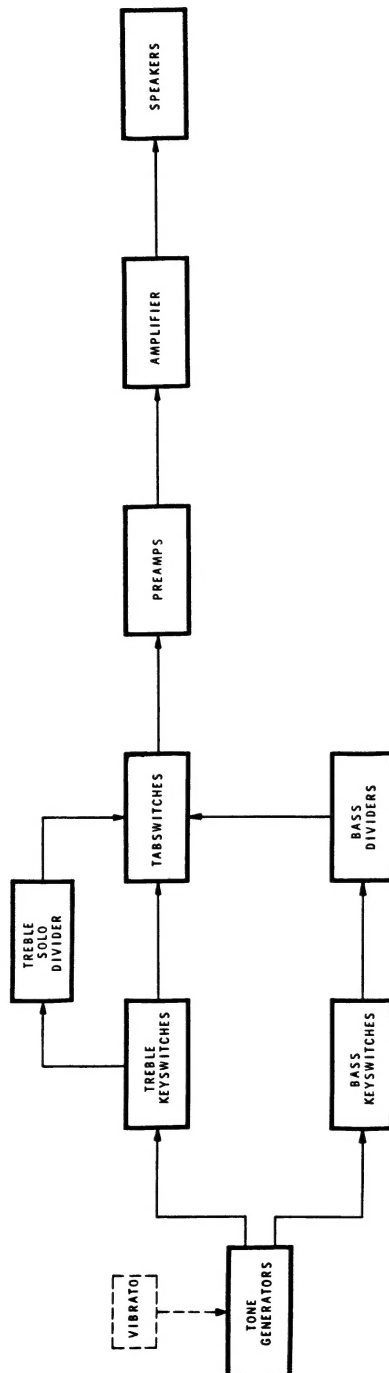 VIBRATO
TONE
GENERATORS
TREBLE
KEYSWITCHES
BASS
KEYSWITCHES
TREBLE
SOLO
DIVIDER
TABSWITCHES
BASS
DIVIDERS
PREAMPS
AMPLIFIER
SPEAKERS